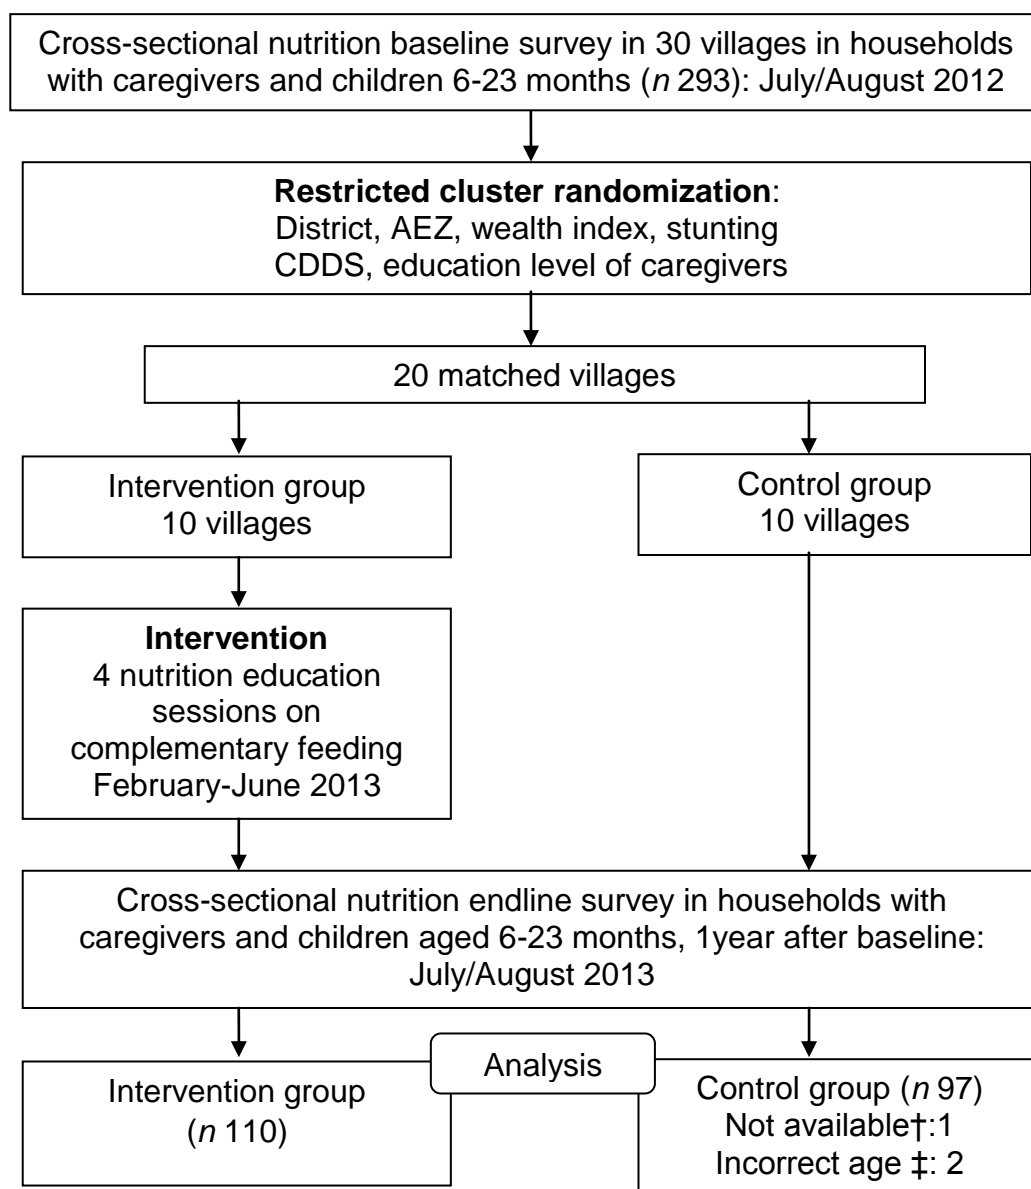 Cross-sectional nutrition baseline survey in 30 villages in households
with caregivers and children 6-23 months (n 293): July/August 2012
Restricted cluster randomization:
District, AEZ, wealth index, stunting
CDDS, education level of caregivers
20 matched villages
Intervention group
10 villages
Control group
10 villages
Intervention
4 nutrition education
sessions on
complementary feeding
February-June 2013
Cross-sectional nutrition endline survey in households with
caregivers and children aged 6-23 months, 1year after baseline:
July/August 2013
Analysis
Intervention group
(n 110)
Control group (n 97)
Not available†:1
Incorrect age ‡: 2